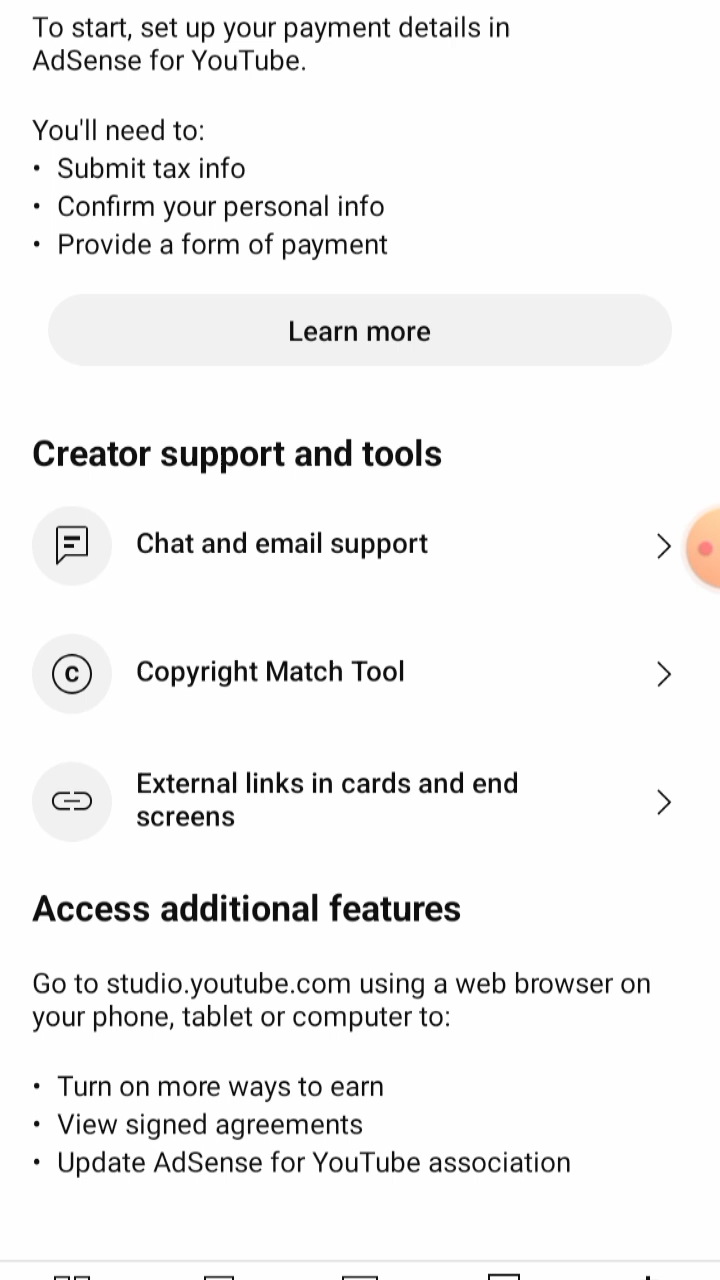 To start, set up your payment details in
AdSense for YouTube.
You'll need to:
• Submit tax info
• Confirm your personal info
• Provide a form of payment
Learn more
Creator support and tools
Chat and email support
Copyright Match Tool
External links in cards and end
screens
Access additional features
Go to studio.youtube.com using a web browser on
your phone, tablet or computer to:
• Turn on more ways to earn
• View signed agreements
• Update AdSense for YouTube association